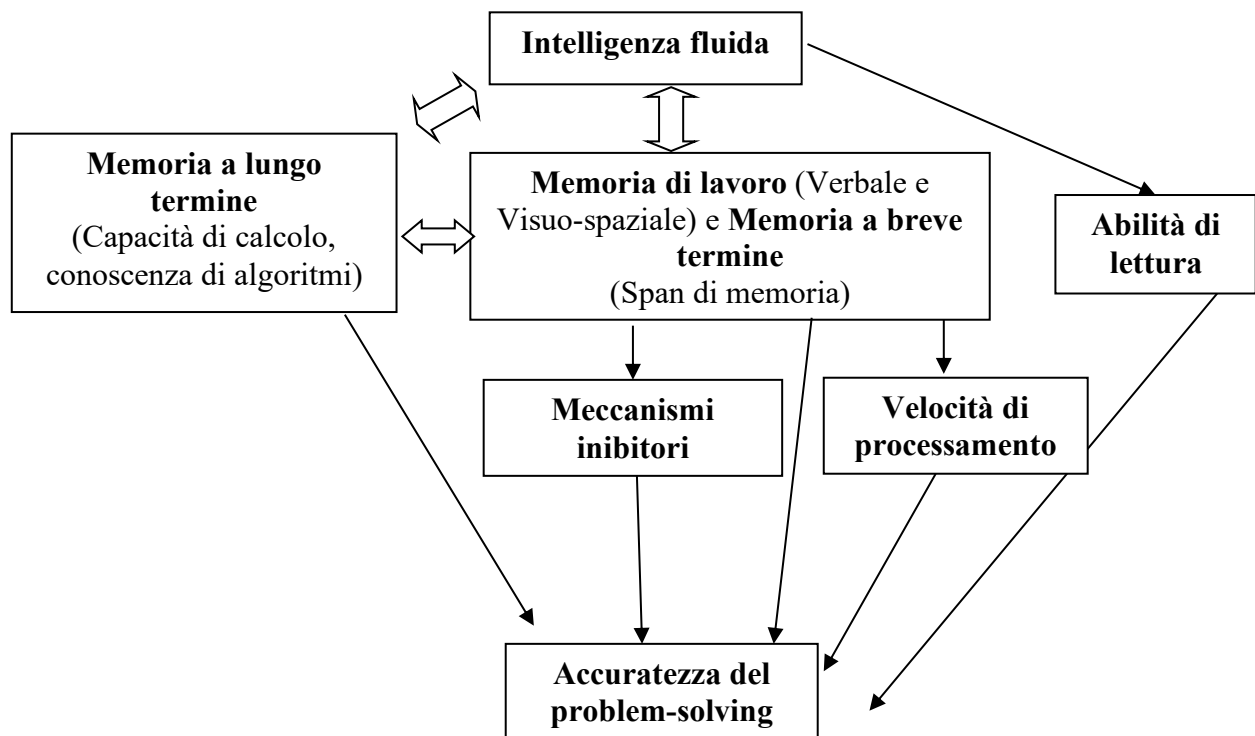 Intelligenza fluida
Memoria a lungo
termine
(Capacità di calcolo,
conoscenza di algoritmi)
Memoria di lavoro (Verbale e
Visuo-spaziale) e Memoria a breve
termine
(Span di memoria)
Abilità di
lettura
Meccanismi
inibitori
Velocità di
processamento
Accuratezza del
problem-solving